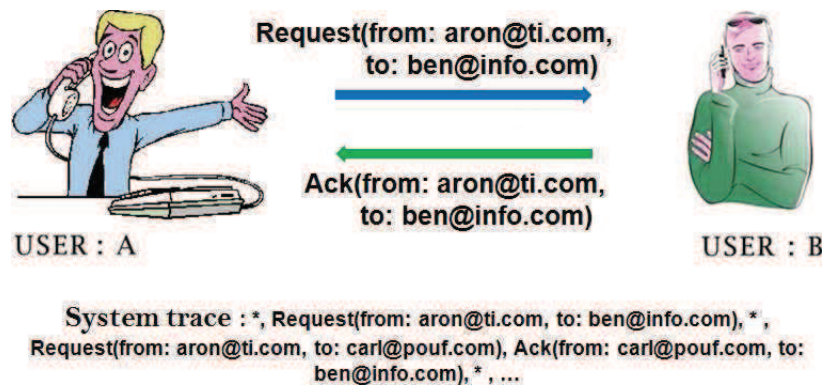 Request(from: aron@ti.com,
to: ben@info.com)
Ack(from: aron@ti.com,
to: ben@info.com)
USER : A
USER : B
System trace : *, Request(from: aron@ti.com, to: ben@info.com), * ,
Request(from: aron@ti.com, to: carl@pouf.com), Ack(from: carl@pouf.com, to:
ben@info.com), * , ...